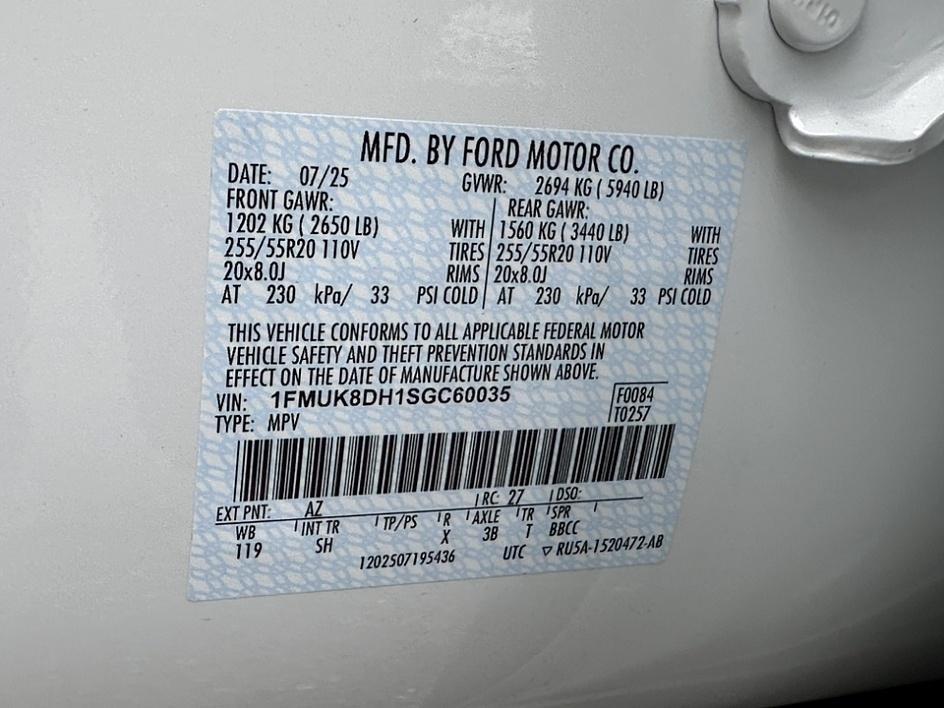 MFD. BY FORD MOTOR CO.
DATE: 07/25 GVWR: 2694 KG ( 5940 LB)
FRONT GAWR: REAR GAWR:
1202 KG ( 2650 LB) WITH 1560 KG ( 3440 LB) WITH
255/55R20 110V TIRES 255/55R20 110V TIRES
20x8.0J RIMS 20x8.0J RIMS
AT 230 kPa/ 33 PSI COLD AT 230 kPa/ 33 PSI COLD
THIS VEHICLE CONFORMS TO ALL APPLICABLE FEDERAL MOTOR
VEHICLE SAFETY AND THEFT PREVENTION STANDARDS IN
EFFECT ON THE DATE OF MANUFACTURE SHOWN ABOVE.
VIN: 1FMUK8DH1SGC60035 F0084
TYPE: MPV T0257
EXT PNT: AZ RC: 27 DSO:
WB INT TR TP/PS R AXLE TR SPR
119 SH X 3B T BBCC
1202507195436 UTC ▽ RU5A-1520472-AB